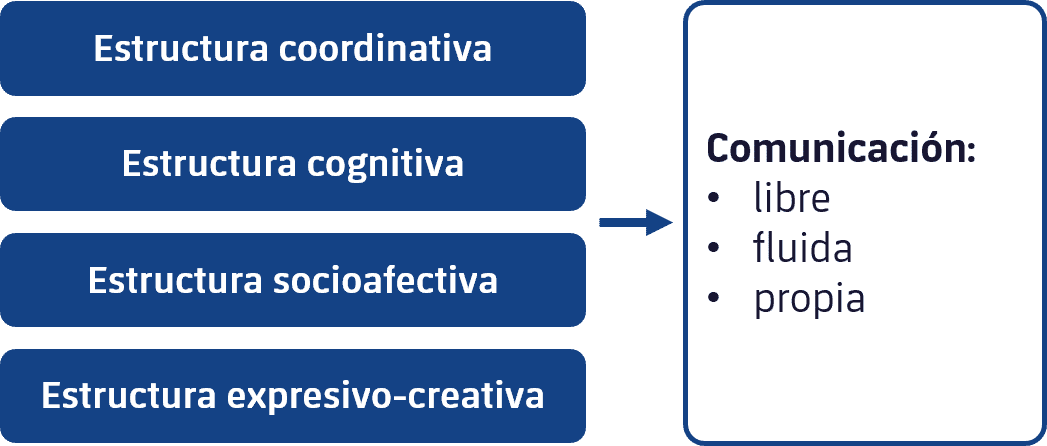 Estructura coordinativa
Estructura cognitiva
Estructura socioafectiva
Estructura expresivo-creativa
Comunicación:
• libre
• fluida
• propia